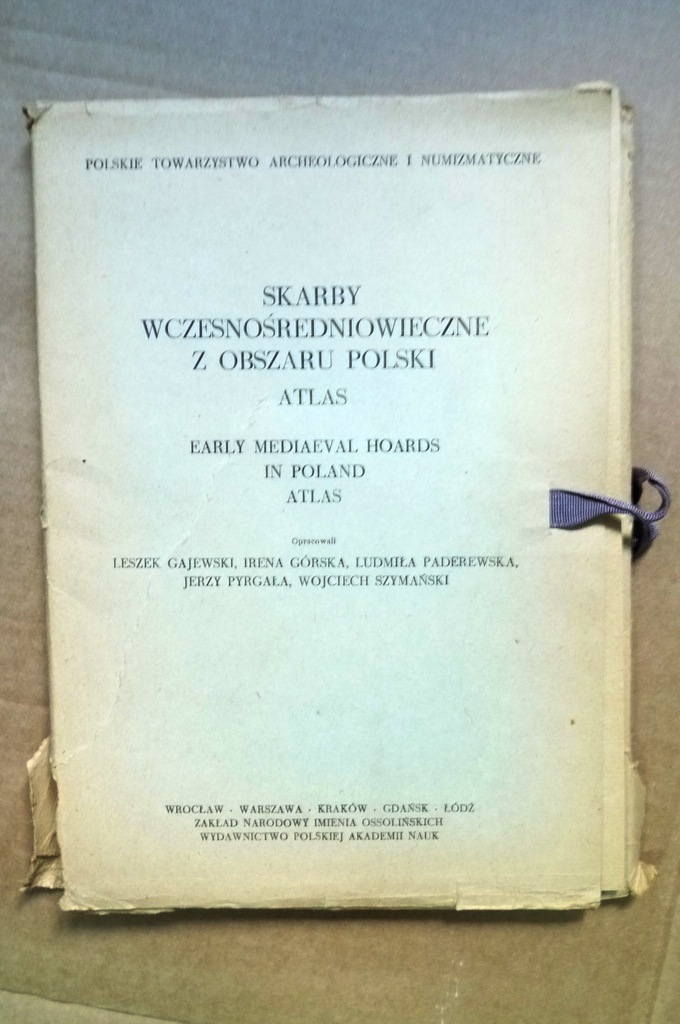 POLSKIE TOWARZYSTWO ARCHEOLOGICZNE I NUMIZMATYCZNE
SKARBY
WCZESNOŚREDNIOWIECZNE
Z OBSZARU POLSKI
ATLAS
EARLY MEDIAEVAL HOARDS
IN POLAND
ATLAS
Opracowali
LESZEK GAJEWSKI, IRENA GÓRSKA, LUDMIŁA PADEREWSKA,
JERZY PYRGAŁA, WOJCIECH SZYMAŃSKI
WROCŁAW · WARSZAWA · KRAKÓW · GDAŃSK · ŁÓDŹ
ZAKŁAD NARODOWY IMIENIA OSSOLIŃSKICH
WYDAWNICTWO POLSKIEJ AKADEMII NAUK